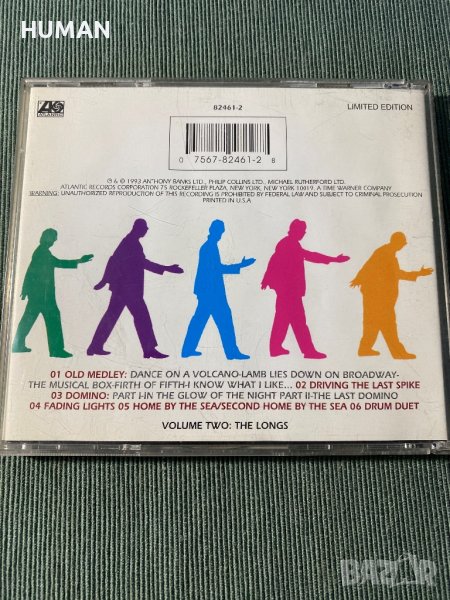 HUMAN
ATLANTIC
82461-2
LIMITED EDITION
0 7567-82461-2 8
℗ & © 1993 ANTHONY BANKS LTD., PHILIP COLLINS LTD., MICHAEL RUTHERFORD LTD.
ATLANTIC RECORDS CORPORATION 75 ROCKEFELLER PLAZA, NEW YORK, NEW YORK 10019. A TIME WARNER COMPANY
WARNING: UNAUTHORIZED REPRODUCTION OF THIS RECORDING IS PROHIBITED BY FEDERAL LAW AND SUBJECT TO CRIMINAL PROSECUTION
PRINTED IN U.S.A
01 OLD MEDLEY: DANCE ON A VOLCANO-LAMB LIES DOWN ON BROADWAY-
THE MUSICAL BOX-FIRTH OF FIFTH-I KNOW WHAT I LIKE... 02 DRIVING THE LAST SPIKE
03 DOMINO: PART I-IN THE GLOW OF THE NIGHT PART II-THE LAST DOMINO
04 FADING LIGHTS 05 HOME BY THE SEA/SECOND HOME BY THE SEA 06 DRUM DUET
VOLUME TWO: THE LONGS
bazar.bg